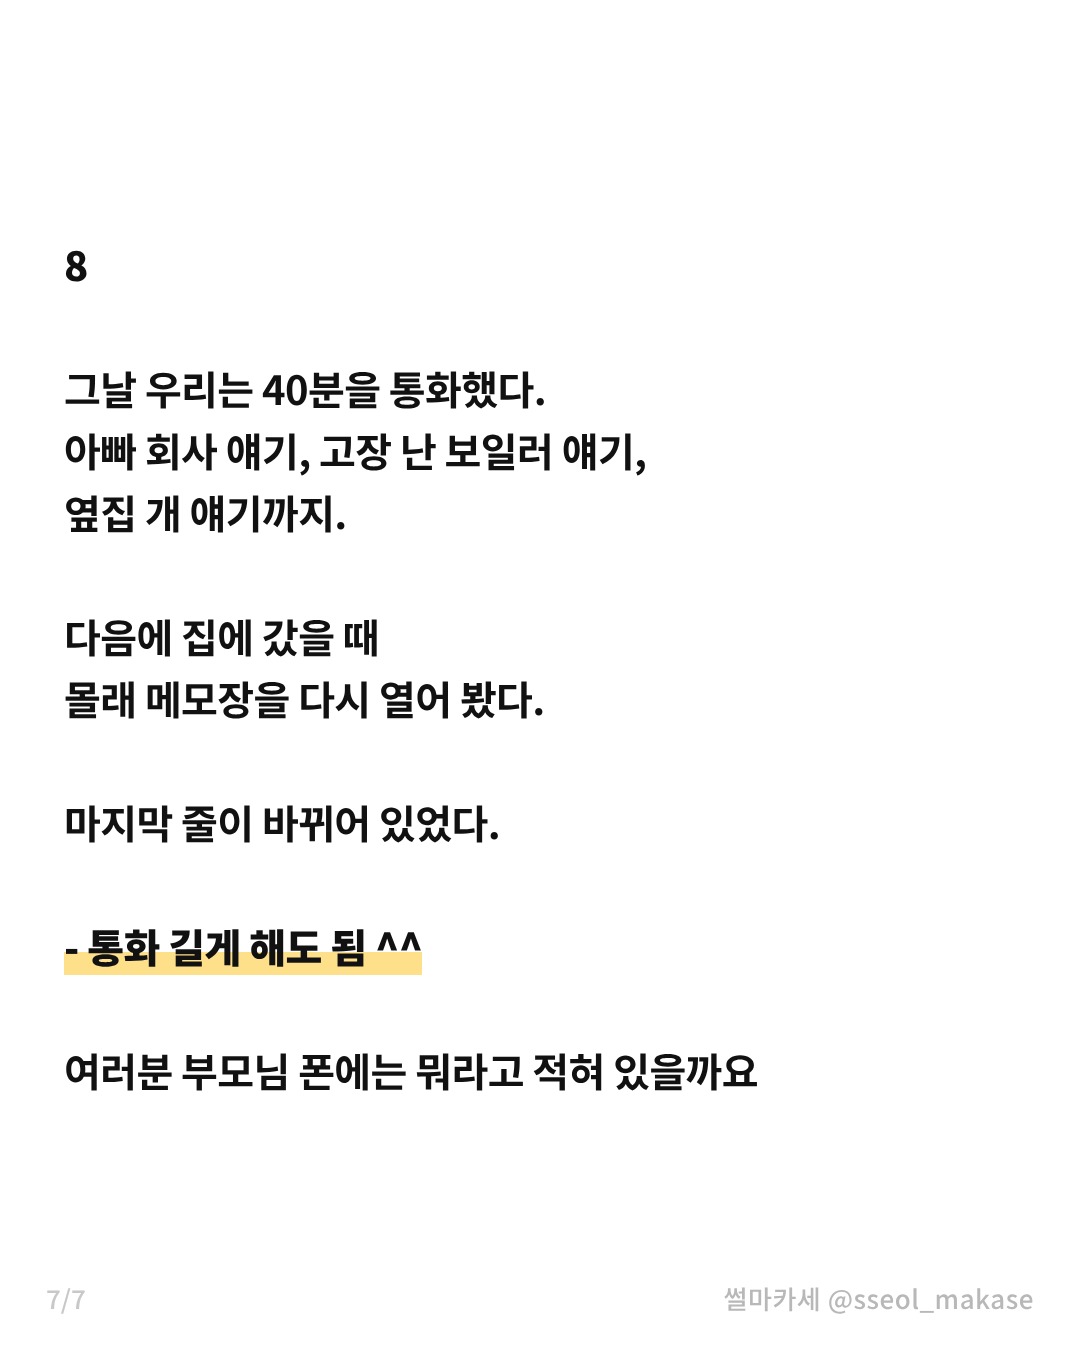 8
그날 우리는 40분을 통화했다.
아빠 회사 얘기, 고장 난 보일러 얘기,
옆집 개 얘기까지.
다음에 집에 갔을 때
몰래 메모장을 다시 열어 봤다.
마지막 줄이 바뀌어 있었다.
- 통화 길게 해도 됨 ^^
여러분 부모님 폰에는 뭐라고 적혀 있을까요
7/7
썰마카세 @sseol_makase